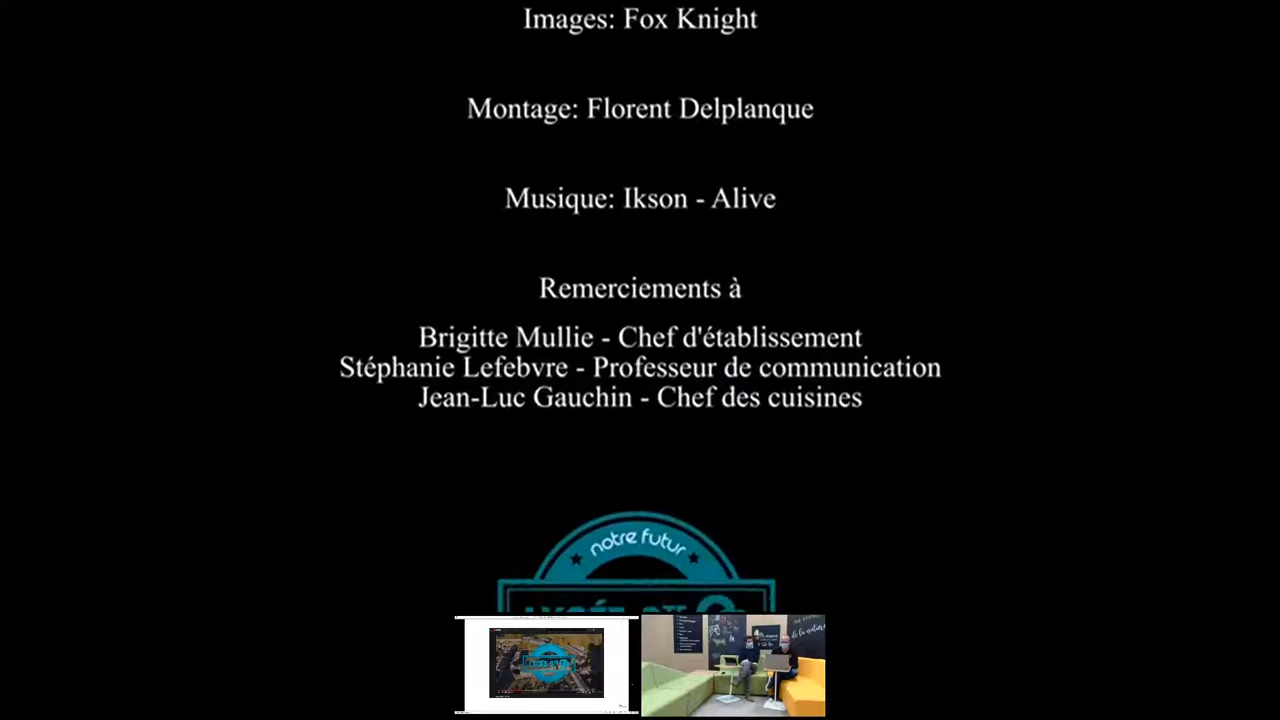 Images: Fox Knight
Montage: Florent Delplanque
Musique: Ikson - Alive
Remerciements à
Brigitte Mullie - Chef d'établissement
Stéphanie Lefebvre - Professeur de communication
Jean-Luc Gauchin - Chef des cuisines
notre futur